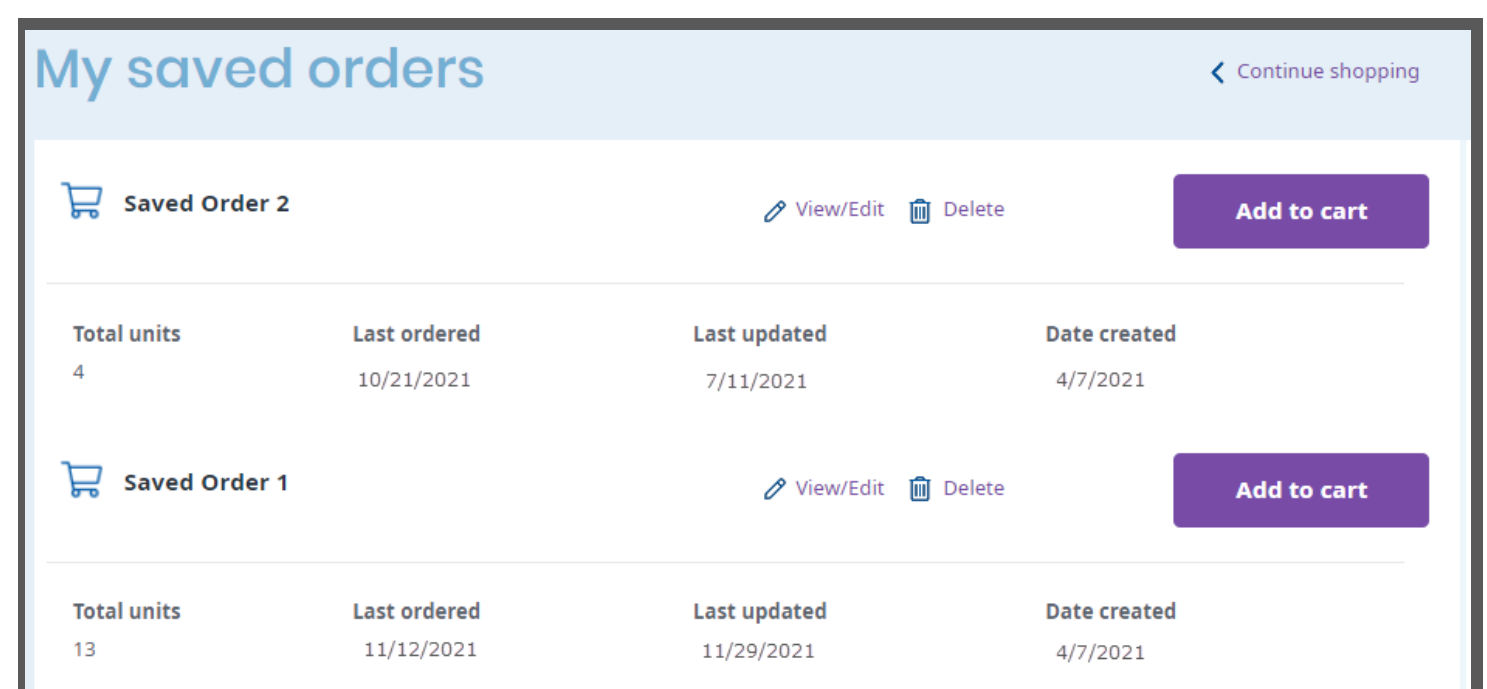 My saved orders
Continue shopping
Saved Order 2
View/Edit Delete
Add to cart
Total units Last ordered Last updated Date created
4 10/21/2021 7/11/2021 4/7/2021
Saved Order 1
View/Edit Delete
Add to cart
Total units Last ordered Last updated Date created
13 11/12/2021 11/29/2021 4/7/2021